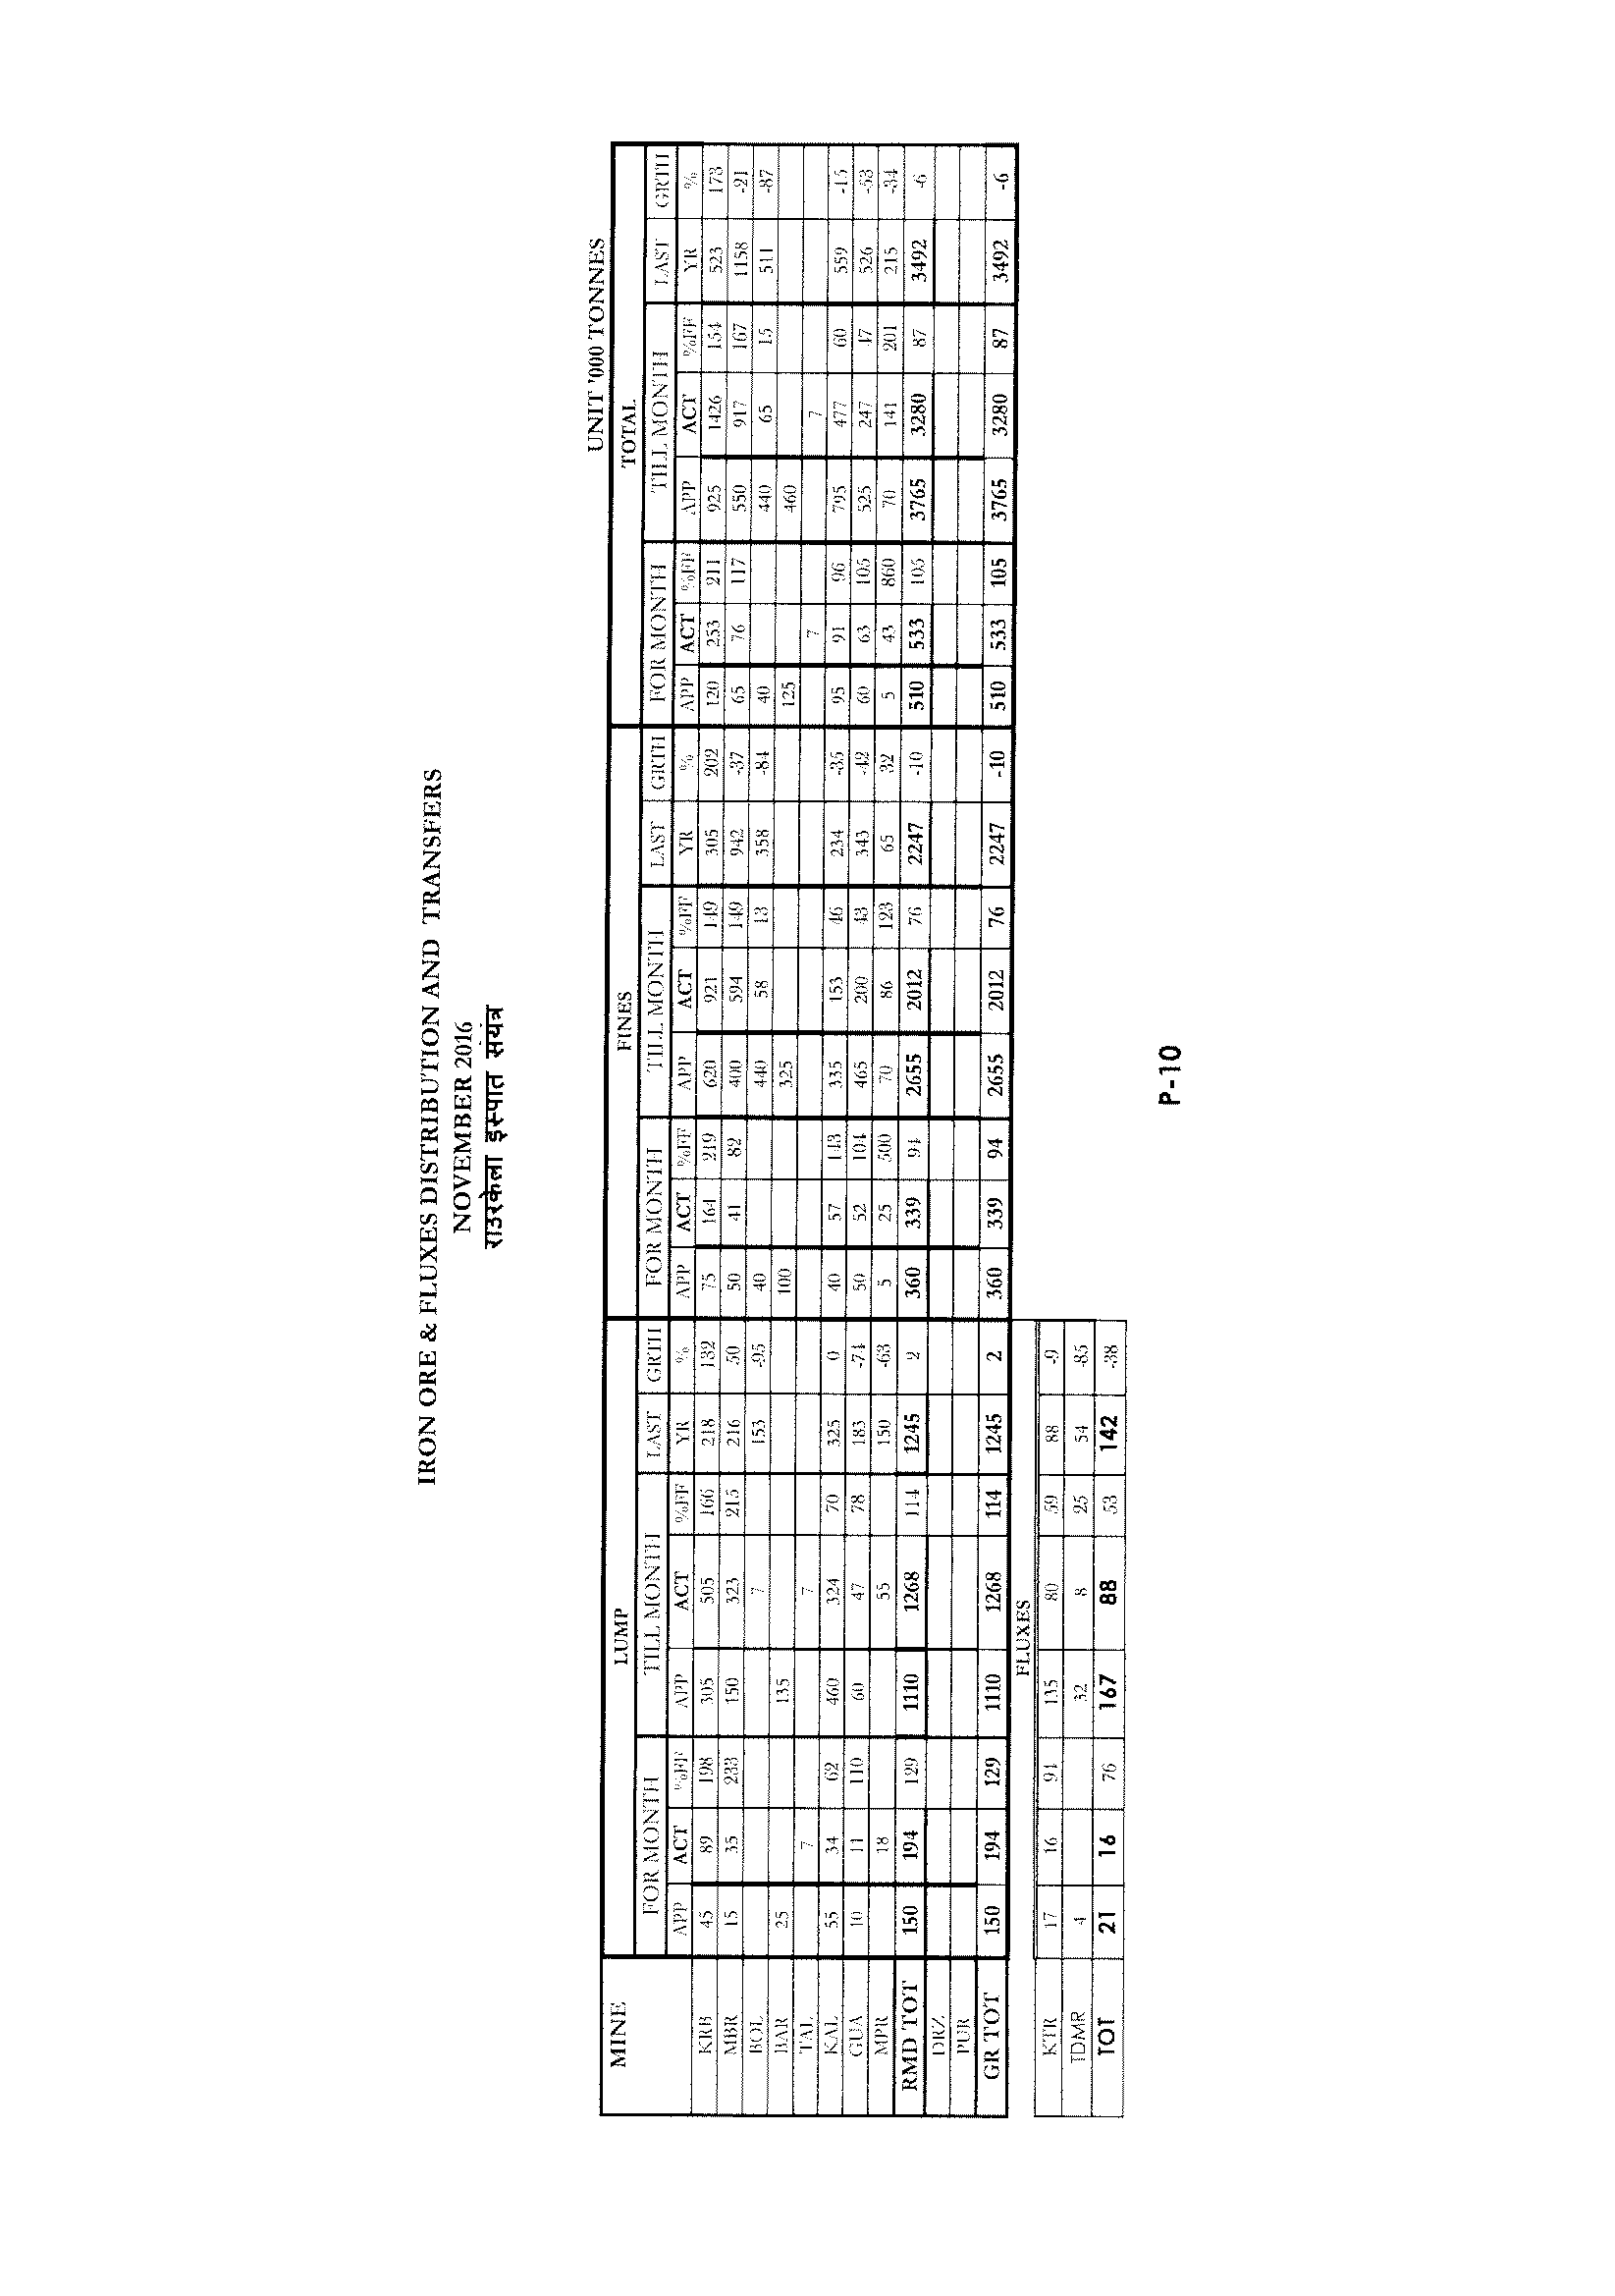 IRON ORE & FLUXES DISTRIBUTION AND TRANSFERS
NOVEMBER 2016
राउरकेला इस्पात संयंत्र
UNIT '000 TONNES
MINE LUMP FINES TOTAL
FOR MONTH TILL MONTH LAST GRTH FOR MONTH TILL MONTH LAST GRTH FOR MONTH TILL MONTH LAST GRTH
APP ACT %FF APP ACT %FF YR % APP ACT %FF APP ACT %FF YR % APP ACT %FF APP ACT %FF YR %
KRB 45 89 198 305 505 166 218 132 75 164 219 620 921 149 305 202 120 253 211 925 1426 154 523 173
MBR 15 35 233 150 323 215 216 50 50 41 82 400 594 149 942 -37 65 76 117 550 917 167 1158 -21
BOL 7 153 -95 40 440 58 13 358 -84 40 440 65 15 511 -87
BAR 25 135 100 325 125 460
TAL 7 7 7 7
KAL 55 34 62 460 324 70 325 0 40 57 143 335 153 46 234 -35 95 91 96 795 477 60 559 -15
GUA 10 11 110 60 47 78 183 -74 50 52 104 465 200 43 343 -42 60 63 105 525 247 47 526 -53
MPR 18 55 150 -63 5 25 500 70 86 123 65 32 5 43 860 70 141 201 215 -34
RMD TOT 150 194 129 1110 1268 114 1245 2 360 339 94 2655 2012 76 2247 -10 510 533 105 3765 3280 87 3492 -6
DRZ
PUR
GR TOT 150 194 129 1110 1268 114 1245 2 360 339 94 2655 2012 76 2247 -10 510 533 105 3765 3280 87 3492 -6
FLUXES
KTR 17 16 94 135 80 59 88 -9
TDMR 4 32 8 25 54 -85
TOT 21 16 76 167 88 53 142 -38
P-10